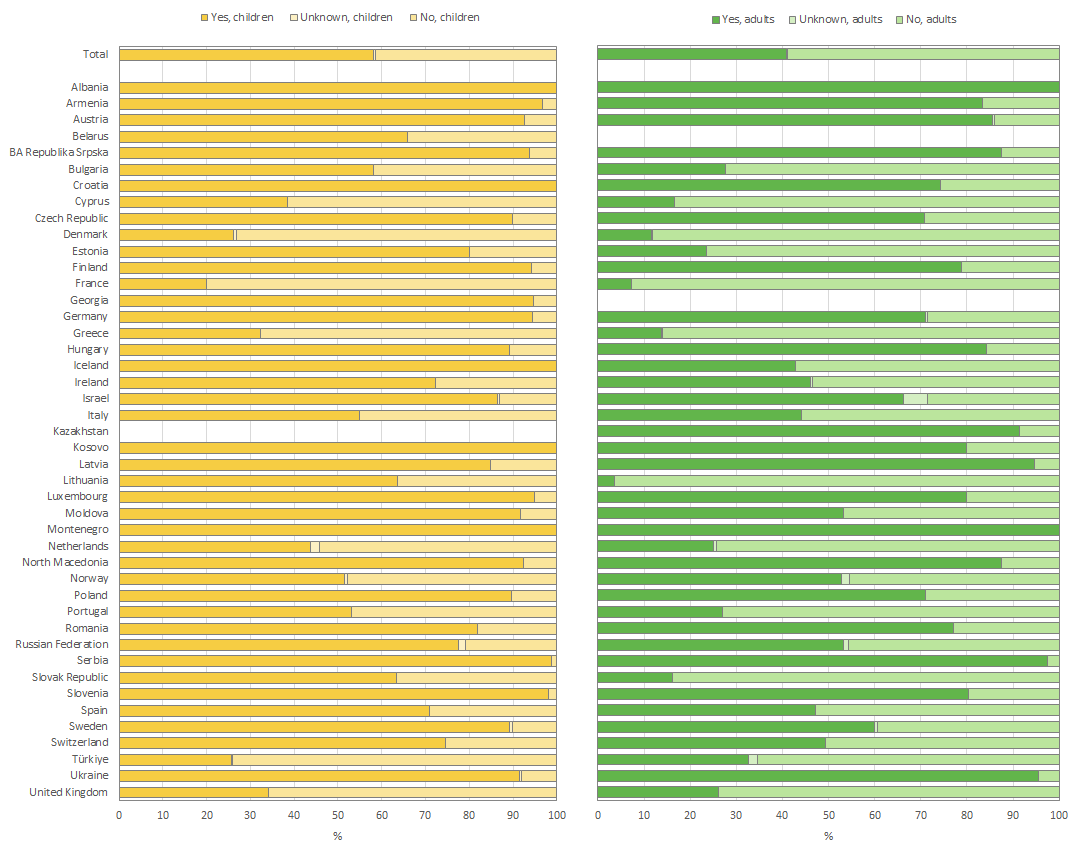 Yes, children Unknown, children No, children Yes, adults Unknown, adults No, adults
Total
Albania
Armenia
Austria
Belarus
BA Republika Srpska
Bulgaria
Croatia
Cyprus
Czech Republic
Denmark
Estonia
Finland
France
Georgia
Germany
Greece
Hungary
Iceland
Ireland
Israel
Italy
Kazakhstan
Kosovo
Latvia
Lithuania
Luxembourg
Moldova
Montenegro
Netherlands
North Macedonia
Norway
Poland
Portugal
Romania
Russian Federation
Serbia
Slovak Republic
Slovenia
Spain
Sweden
Switzerland
Türkiye
Ukraine
United Kingdom
0 10 20 30 40 50 60 70 80 90 100 0 10 20 30 40 50 60 70 80 90 100
% %